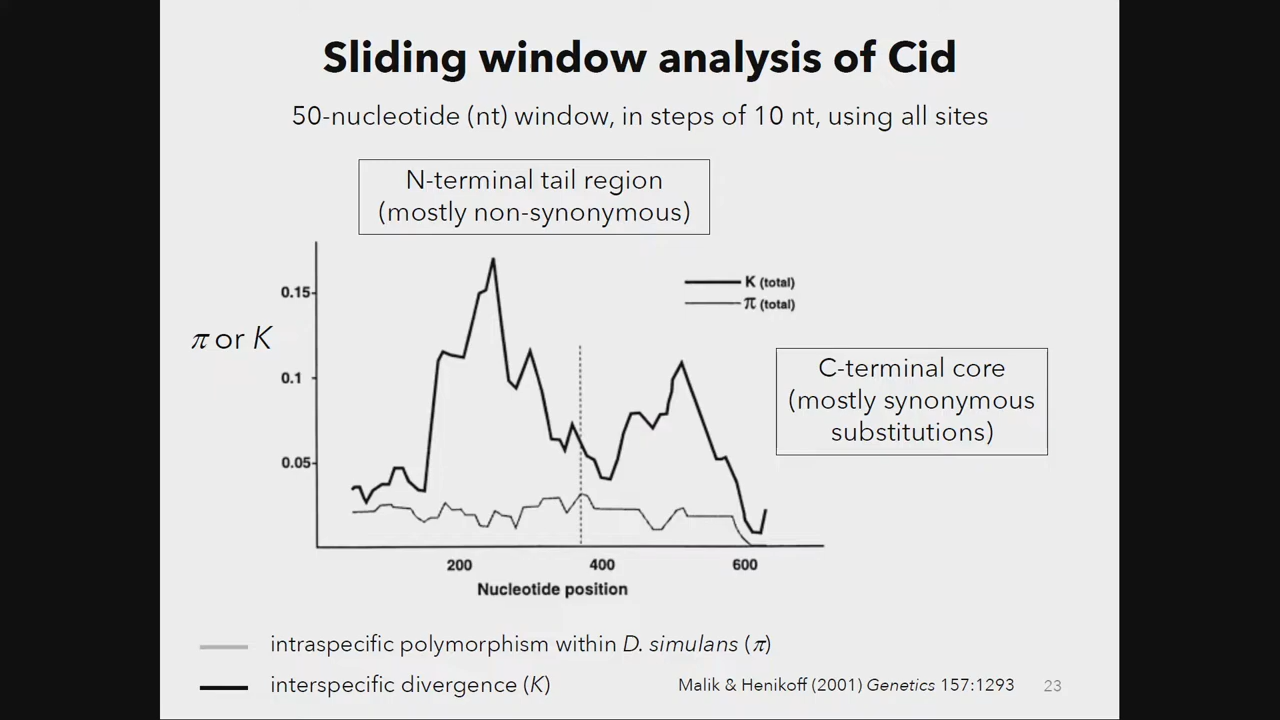 Sliding window analysis of Cid
50-nucleotide (nt) window, in steps of 10 nt, using all sites
N-terminal tail region
(mostly non-synonymous)
K (total)
π (total)
0.15
π or K
0.1
0.05
C-terminal core
(mostly synonymous
substitutions)
200 400 600
Nucleotide position
intraspecific polymorphism within D. simulans (π)
interspecific divergence (K)
Malik & Henikoff (2001) Genetics 157:1293 23